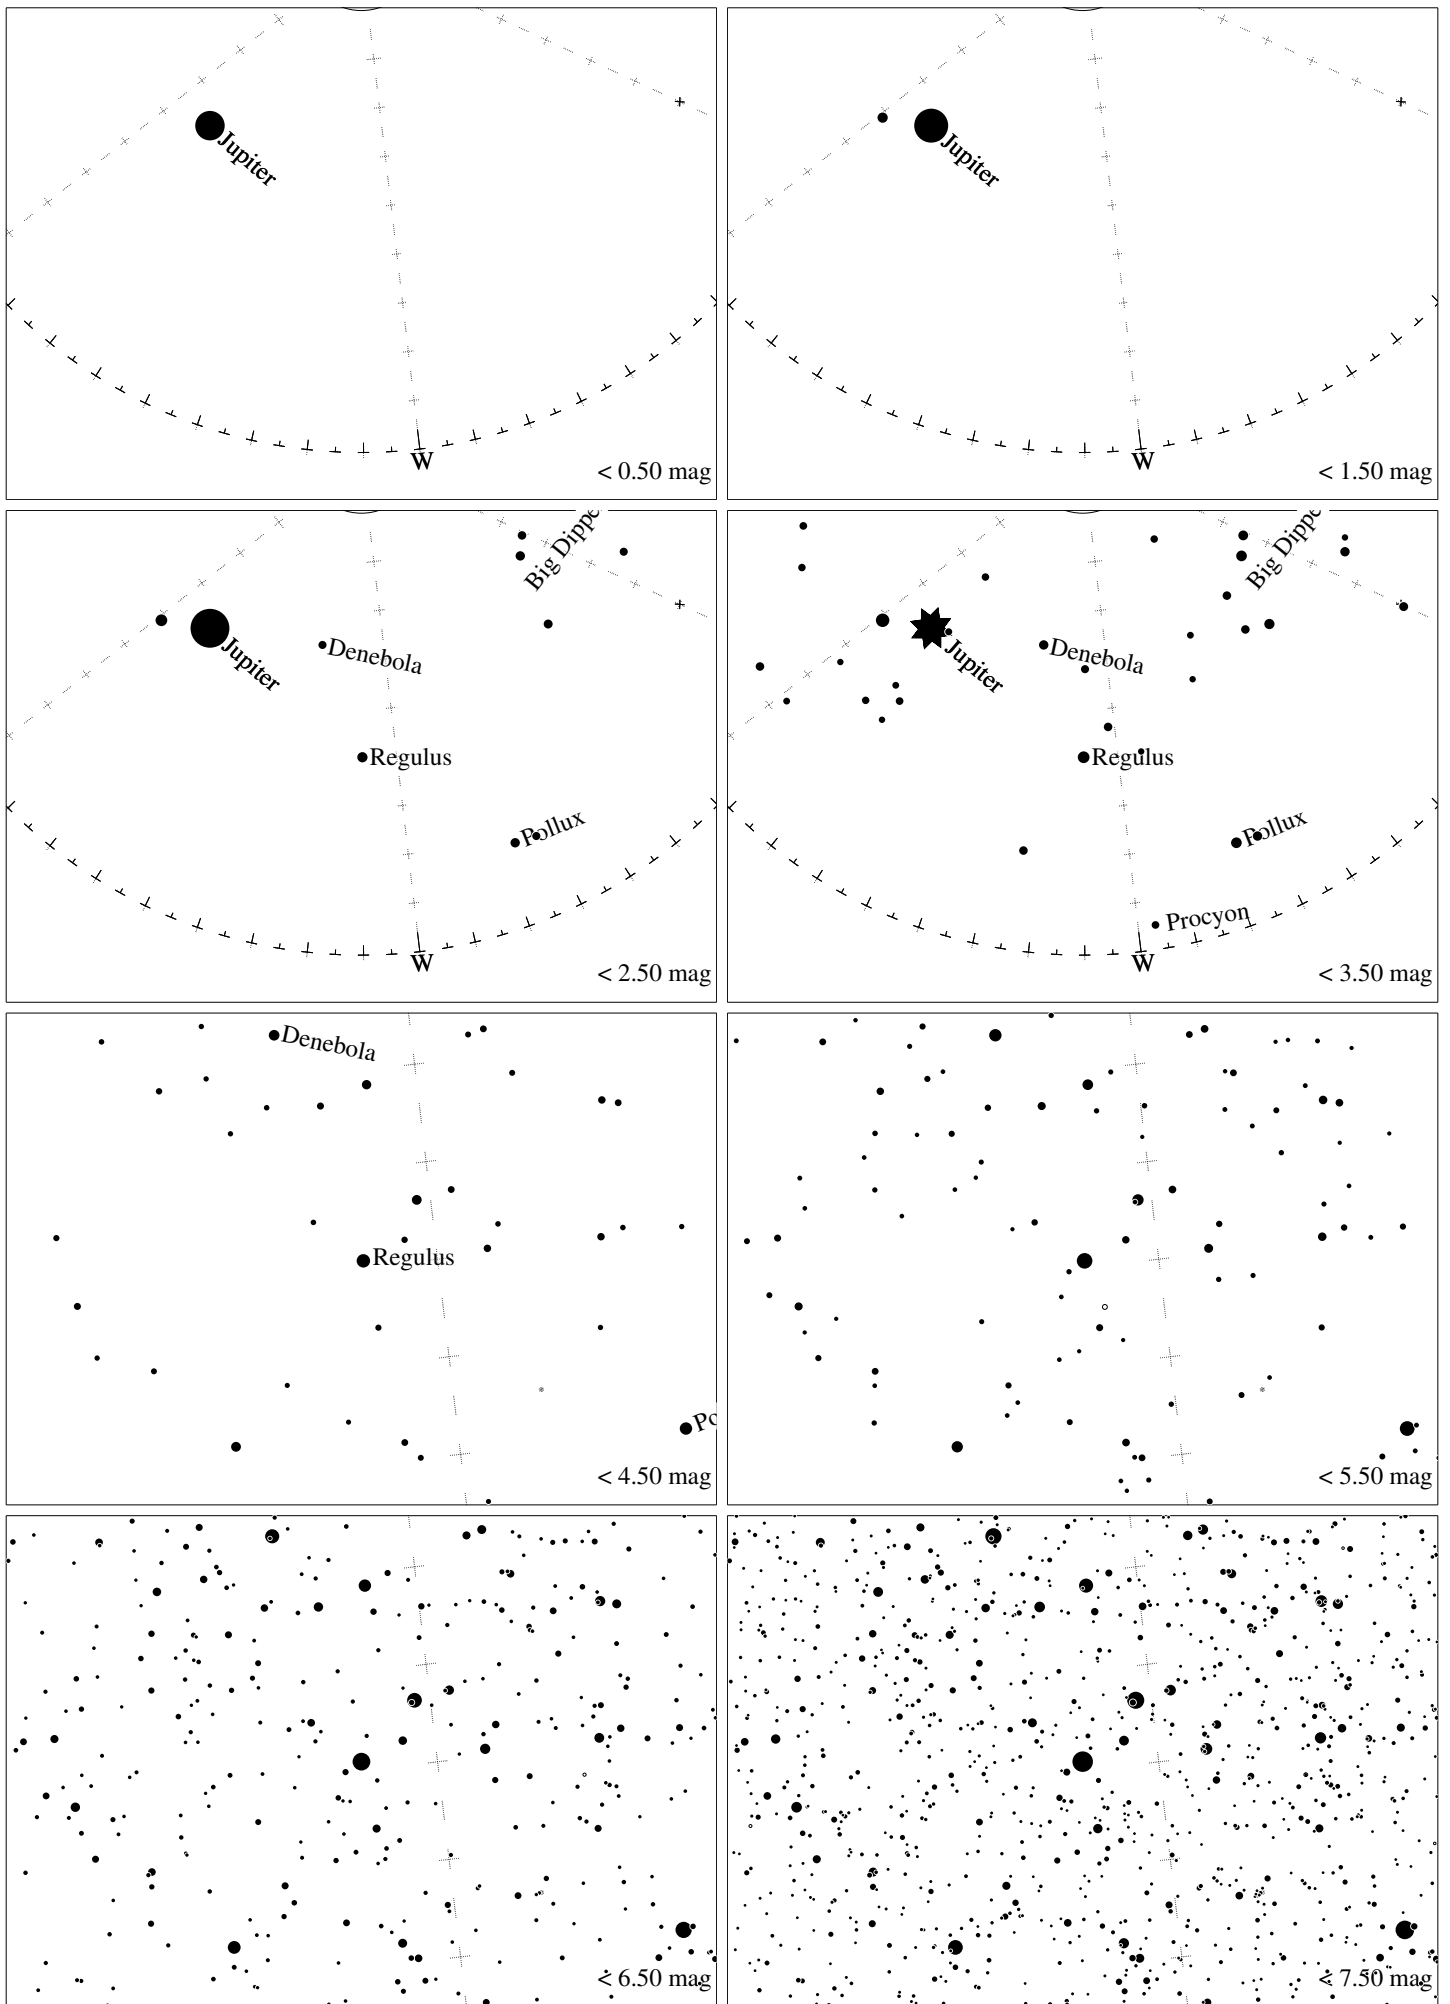 Jupiter
W
< 0.50 mag
Jupiter
W
< 1.50 mag
Big Dippe
Jupiter
Denebola
Regulus
Pollux
W
< 2.50 mag
Big Dippe
Jupiter
Denebola
Regulus
Pollux
Procyon
W
< 3.50 mag
Denebola
Regulus
Po
< 4.50 mag
< 5.50 mag
< 6.50 mag
< 7.50 mag